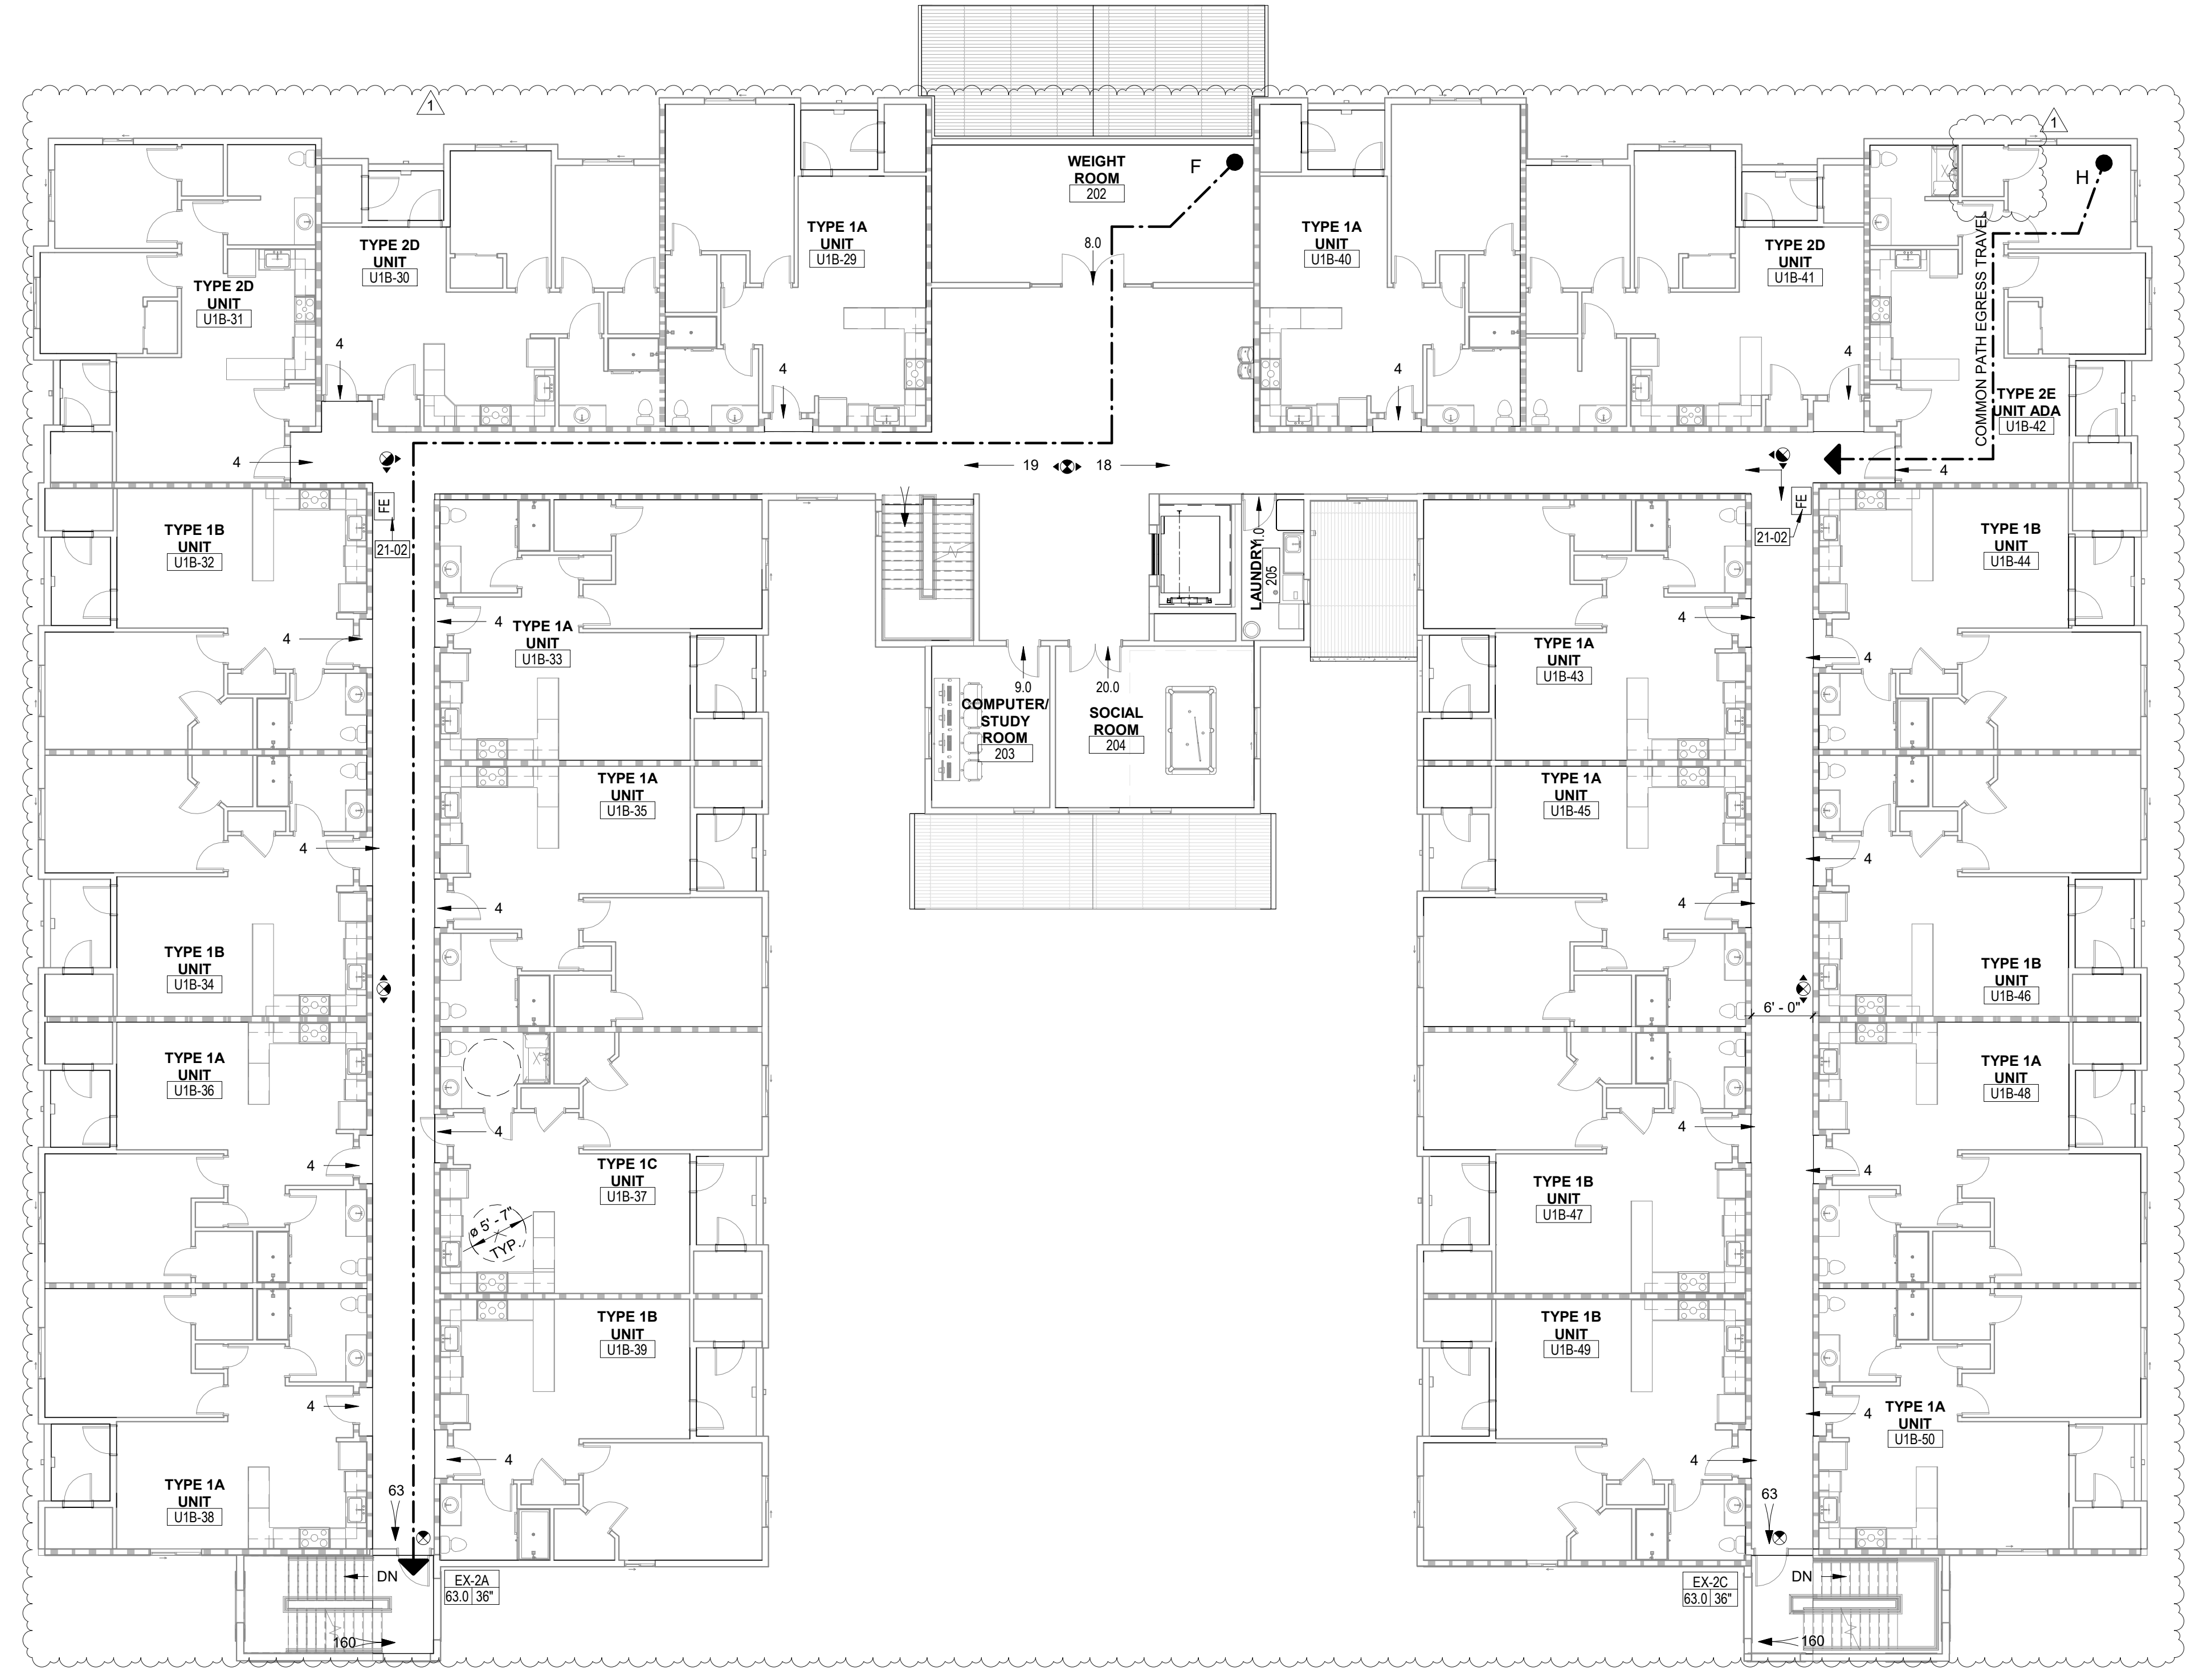 1
1
WEIGHT
ROOM
202
F
H
8.0
TYPE 2D
UNIT
U1B-31
TYPE 2D
UNIT
U1B-30
TYPE 1A
UNIT
U1B-29
TYPE 1A
UNIT
U1B-40
TYPE 2D
UNIT
U1B-41
COMMON PATH EGRESS TRAVEL
TYPE 2E
UNIT ADA
U1B-42
4
4
4
4
4
4
19
18
FE
21-02
FE
21-02
TYPE 1B
UNIT
U1B-32
4
4
TYPE 1A
UNIT
U1B-33
LAUNDRY
1.0
205
9.0
COMPUTER/
STUDY
ROOM
203
20.0
SOCIAL
ROOM
204
4
TYPE 1A
UNIT
U1B-43
TYPE 1B
UNIT
U1B-44
4
TYPE 1A
UNIT
U1B-35
TYPE 1A
UNIT
U1B-45
4
4
4
4
TYPE 1B
UNIT
U1B-34
TYPE 1B
UNIT
U1B-46
6' - 0"
TYPE 1A
UNIT
U1B-36
TYPE 1A
UNIT
U1B-48
4
4
4
4
TYPE 1C
UNIT
U1B-37
ø 5' - 7"
TYP.
TYPE 1B
UNIT
U1B-47
TYPE 1B
UNIT
U1B-39
TYPE 1B
UNIT
U1B-49
4
4
TYPE 1A
UNIT
U1B-50
4
4
TYPE 1A
UNIT
U1B-38
63
63
DN
EX-2A
63.0 36"
EX-2C
63.0 36"
DN
160
160